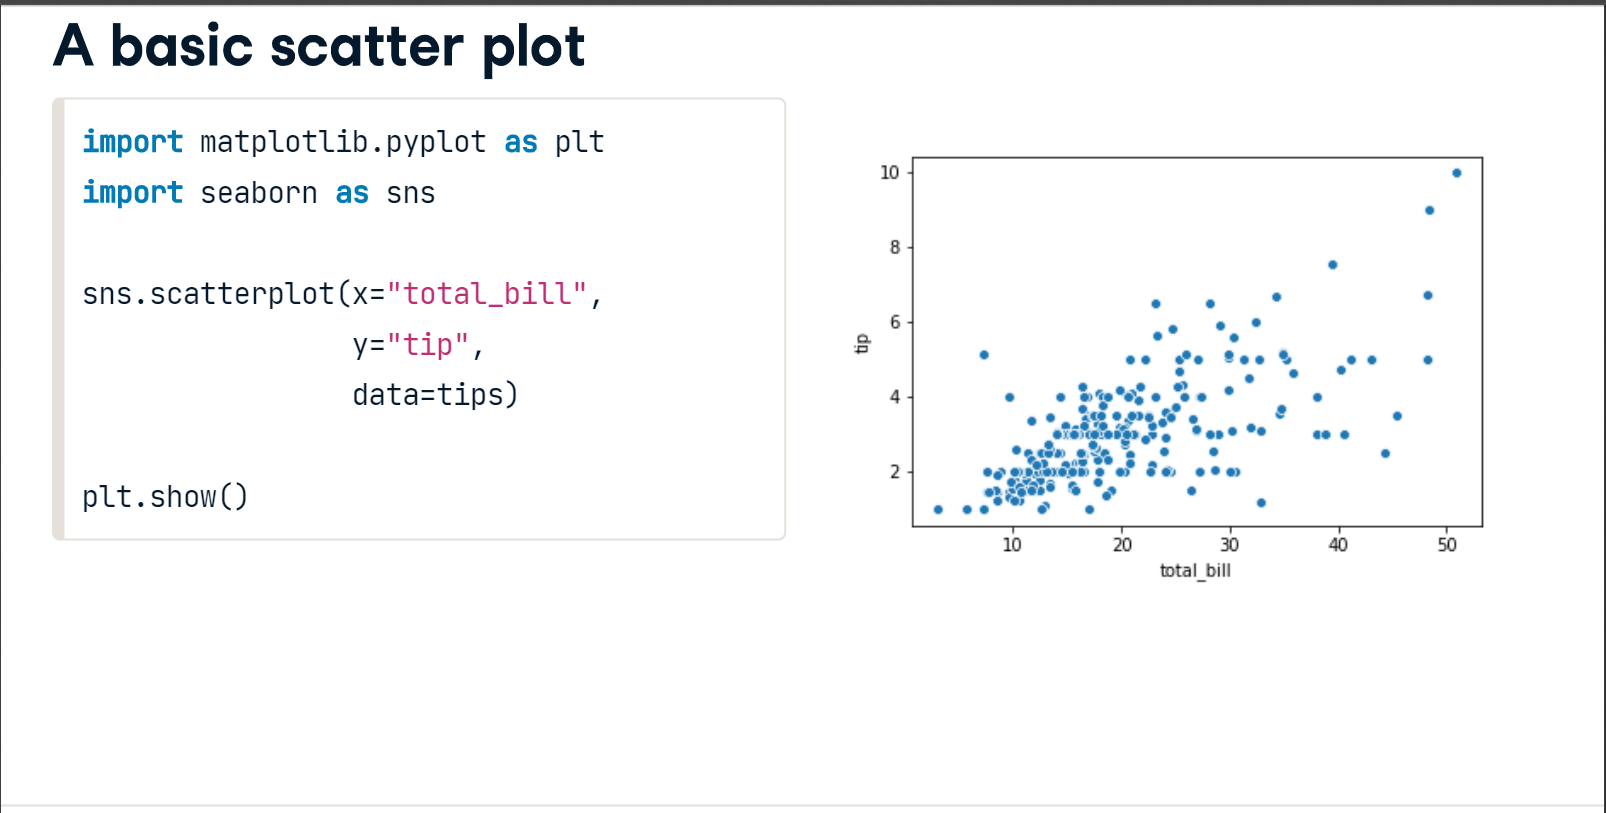 A basic scatter plot
import matplotlib.pyplot as plt
import seaborn as sns
sns.scatterplot(x="total_bill",
y="tip",
data=tips)
plt.show()
10
8
6
4
2
tip
10 20 30 40 50
total_bill